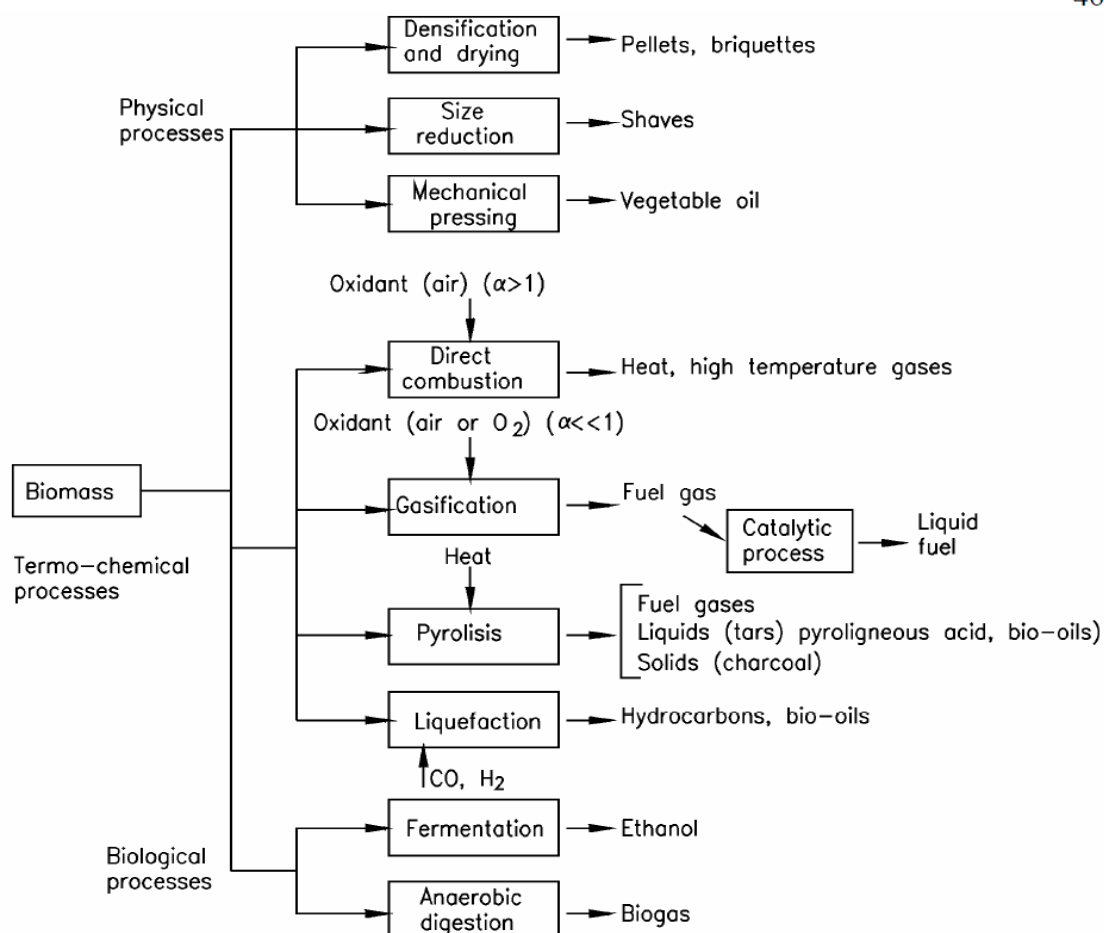 Densification
and drying
Pellets, briquettes
Physical
processes
Size
reduction
Shaves
Mechanical
pressing
Vegetable oil
Oxidant (air) (α>1)
Direct
combustion
Heat, high temperature gases
Oxidant (air or O₂) (α<<1)
Biomass
Gasification
Fuel gas
Catalytic
process
Liquid
fuel
Termo-chemical
processes
Heat
Pyrolisis
Fuel gases
Liquids (tars) pyroligneous acid, bio-oils)
Solids (charcoal)
Liquefaction
Hydrocarbons, bio-oils
CO, H₂
Biological
processes
Fermentation
Ethanol
Anaerobic
digestion
Biogas